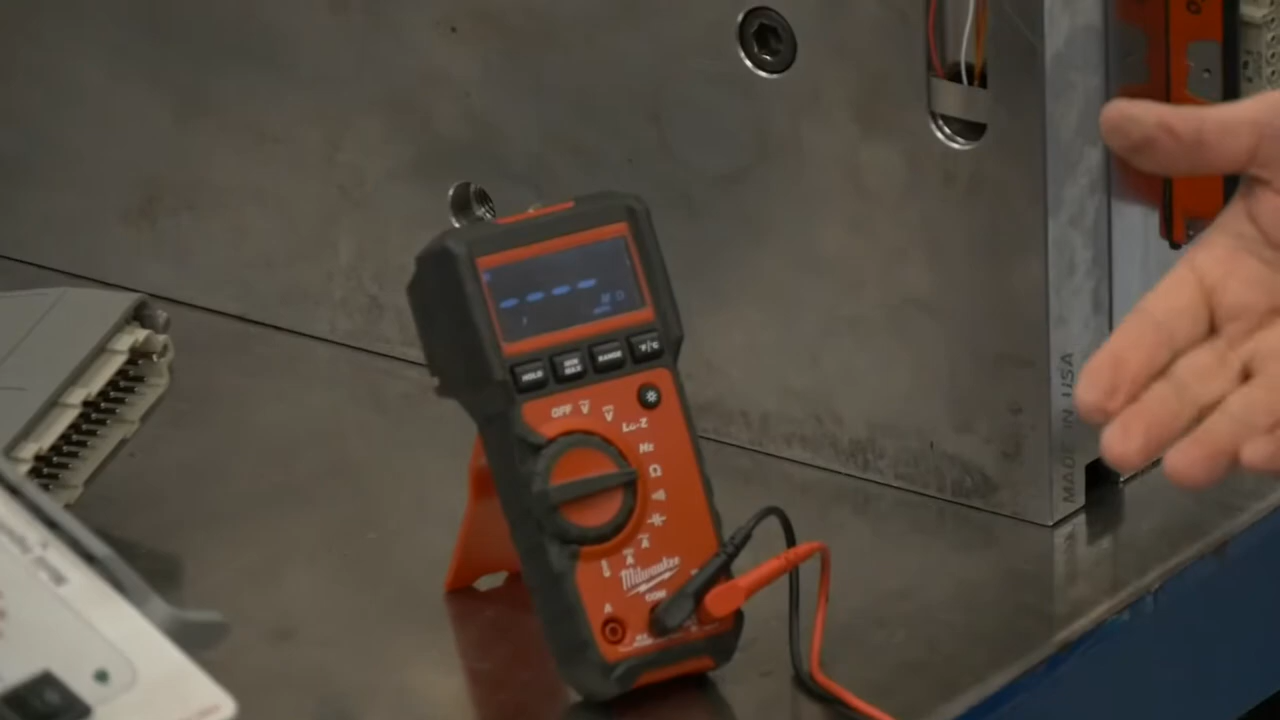 HOLD
MIN
MAX
RANGE
°F/°C
OFF
V
V
Lo-Z
Hz
Ω
A
A
Milwaukee
A
COM
MADE IN USA